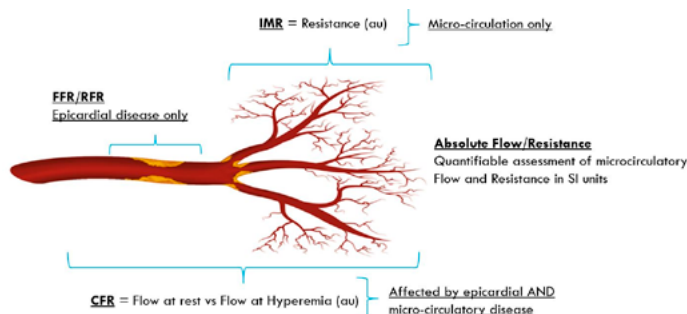 IMR = Resistance (au)
Micro-circulation only
FFR/RFR
Epicardial disease only
Absolute Flow/Resistance
Quantifiable assessment of microcirculatory
Flow and Resistance in SI units
CFR = Flow at rest vs Flow at Hyperemia (au)
Affected by epicardial AND
micro-circulatory disease